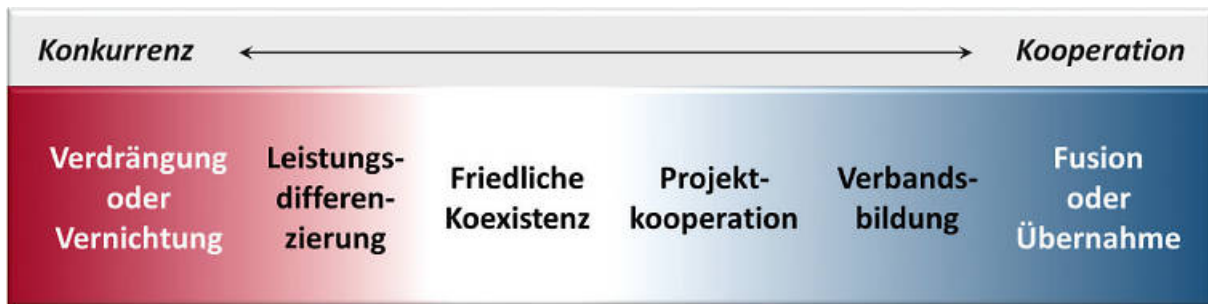 Konkurrenz Kooperation
Verdrängung
oder
Vernichtung
Leistungs-
differen-
zierung
Friedliche
Koexistenz
Projekt-
kooperation
Verbands-
bildung
Fusion
oder
Übernahme